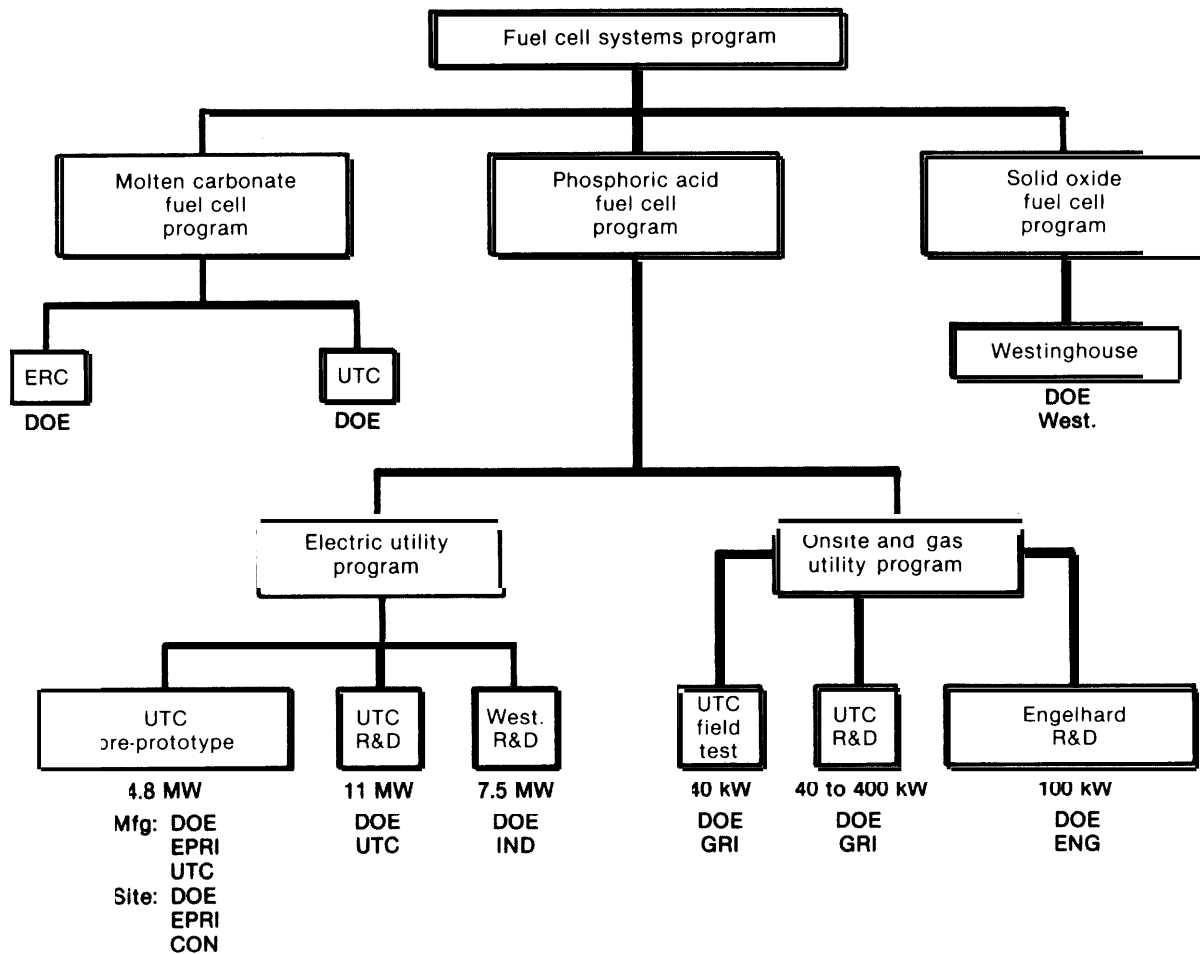 Fuel cell systems program
Molten carbonate
fuel cell
program
Phosphoric acid
fuel cell
program
Solid oxide
fuel cell
program
ERC
DOE
UTC
DOE
Westinghouse
DOE
West.
Electric utility
program
Onsite and gas
utility program
UTC
pre-prototype
4.8 MW
Mfg: DOE
EPRI
UTC
Site: DOE
EPRI
CON
UTC
R&D
11 MW
DOE
UTC
West.
R&D
7.5 MW
DOE
IND
UTC
field
test
40 kW
DOE
GRI
UTC
R&D
40 to 400 kW
DOE
GRI
Engelhard
R&D
100 kW
DOE
ENG